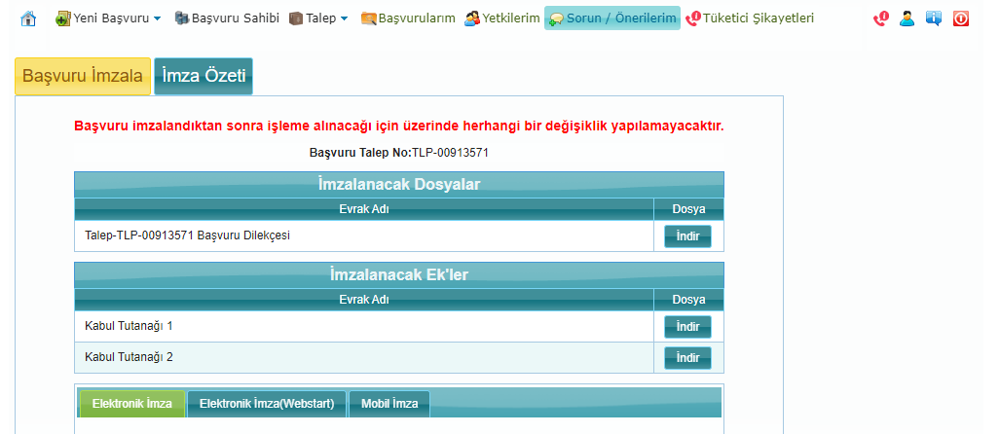 Yeni Başvuru Başvuru Sahibi Talep Başvurularım Yetkilerim Sorun / Önerilerim Tüketici Şikayetleri
Başvuru İmzala İmza Özeti
Başvuru imzalandıktan sonra işleme alınacağı için üzerinde herhangi bir değişiklik yapılamayacaktır.
Başvuru Talep No:TLP-00913571
İmzalanacak Dosyalar
Evrak Adı Dosya
Talep-TLP-00913571 Başvuru Dilekçesi İndir
İmzalanacak Ek'ler
Evrak Adı Dosya
Kabul Tutanağı 1 İndir
Kabul Tutanağı 2 İndir
Elektronik İmza Elektronik İmza(Webstart) Mobil İmza